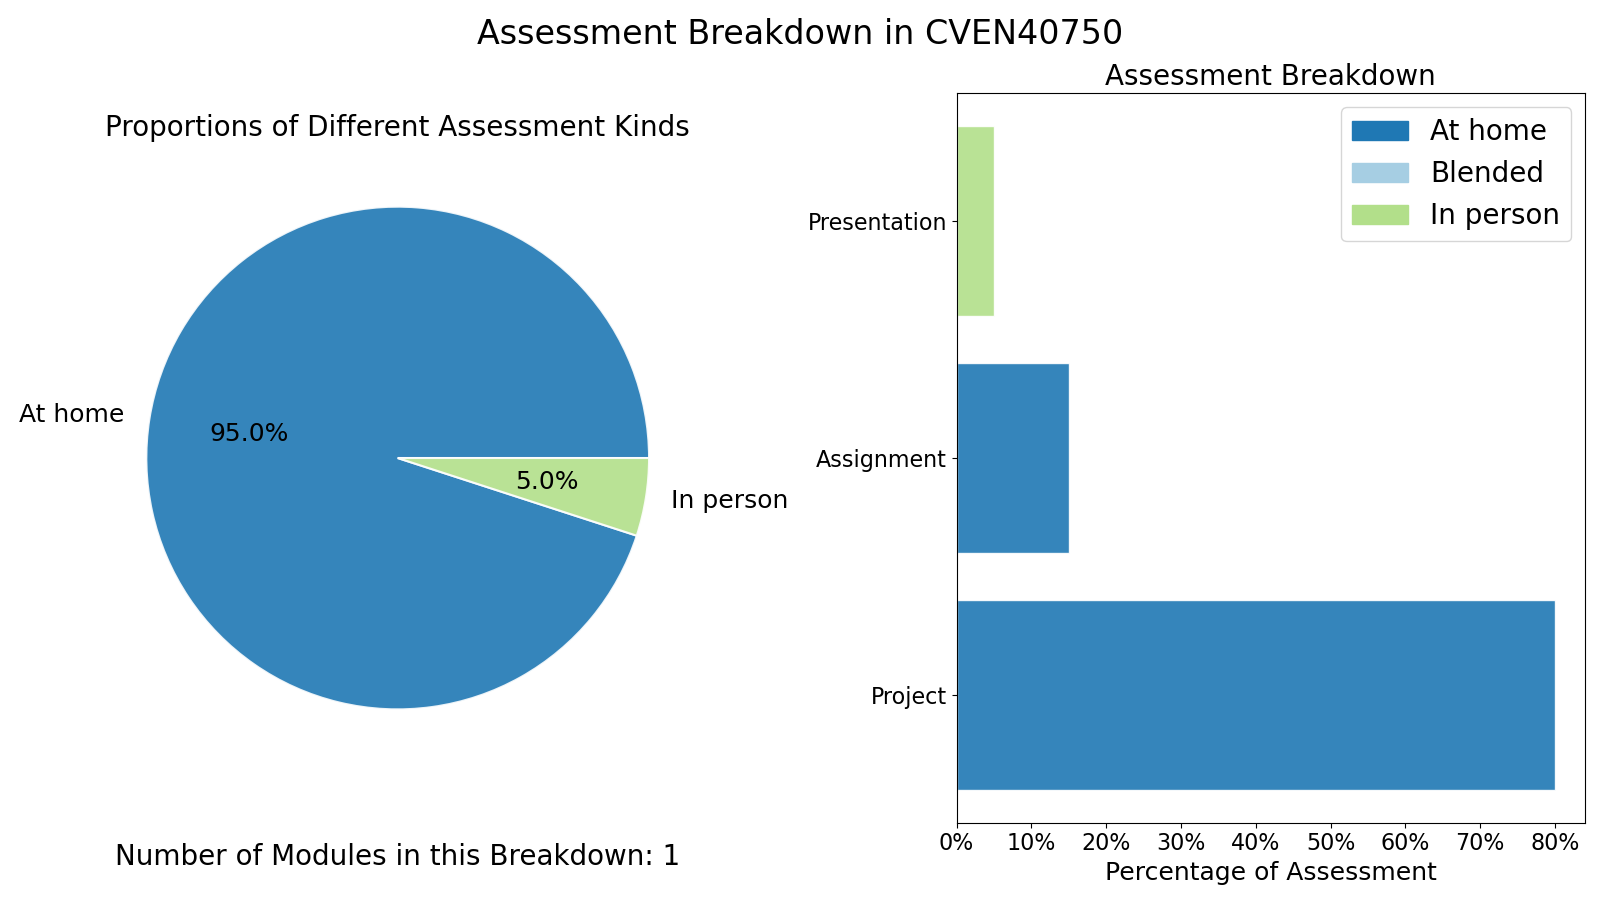 Assessment Breakdown in CVEN40750
Proportions of Different Assessment Kinds
At home
95.0%
5.0%
In person
Number of Modules in this Breakdown: 1
Assessment Breakdown
At home
Blended
In person
Presentation
Assignment
Project
0% 10% 20% 30% 40% 50% 60% 70% 80%
Percentage of Assessment